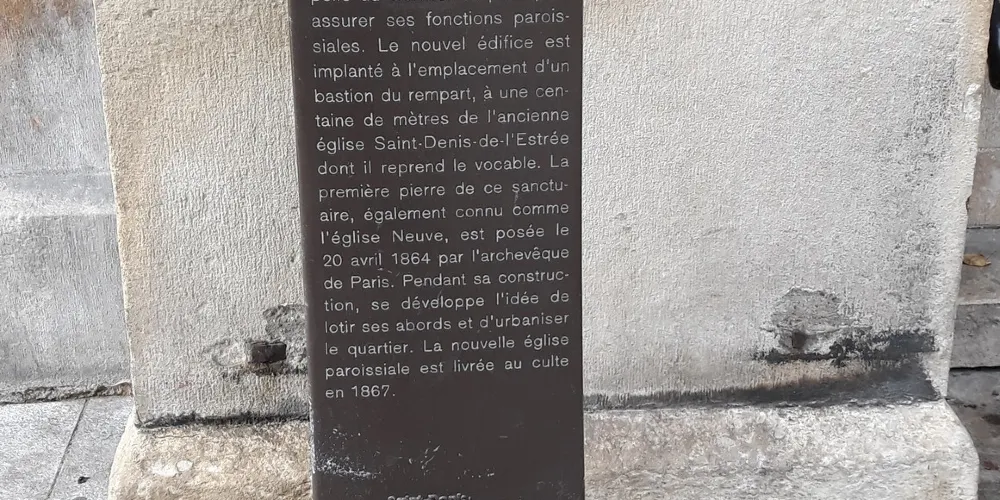 assurer ses fonctions parois-
siales. Le nouvel édifice est
implanté à l'emplacement d'un
bastion du rempart, à une cen-
taine de mètres de l'ancienne
église Saint-Denis-de-l'Estrée
dont il reprend le vocable. La
première pierre de ce sanctu-
aire, également connu comme
l'église Neuve, est posée le
20 avril 1864 par l'archevêque
de Paris. Pendant sa construc-
tion, se développe l'idée de
lotir ses abords et d'urbaniser
le quartier. La nouvelle église
paroissiale est livrée au culte
en 1867.
Saint-Denis